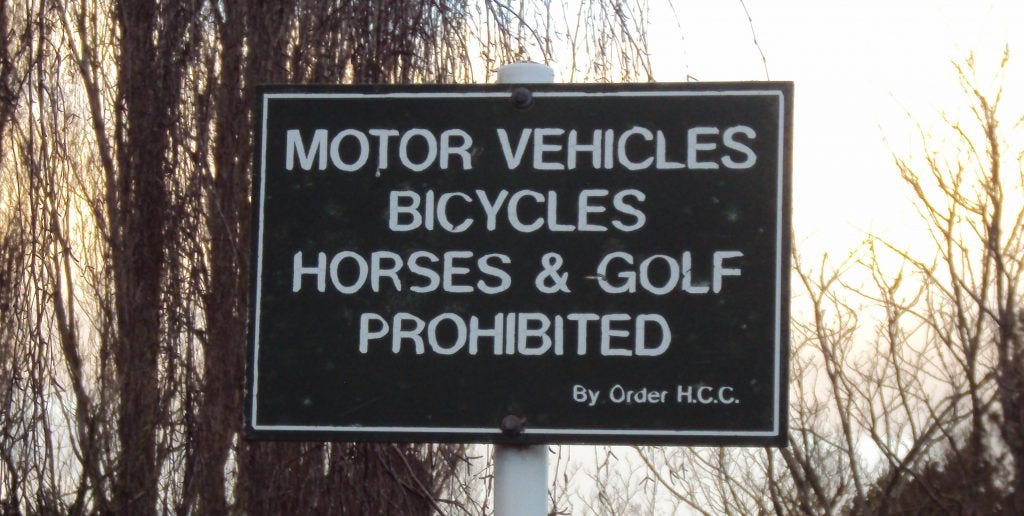 MOTOR VEHICLES
BICYCLES
HORSES & GOLF
PROHIBITED
By Order H.C.C.